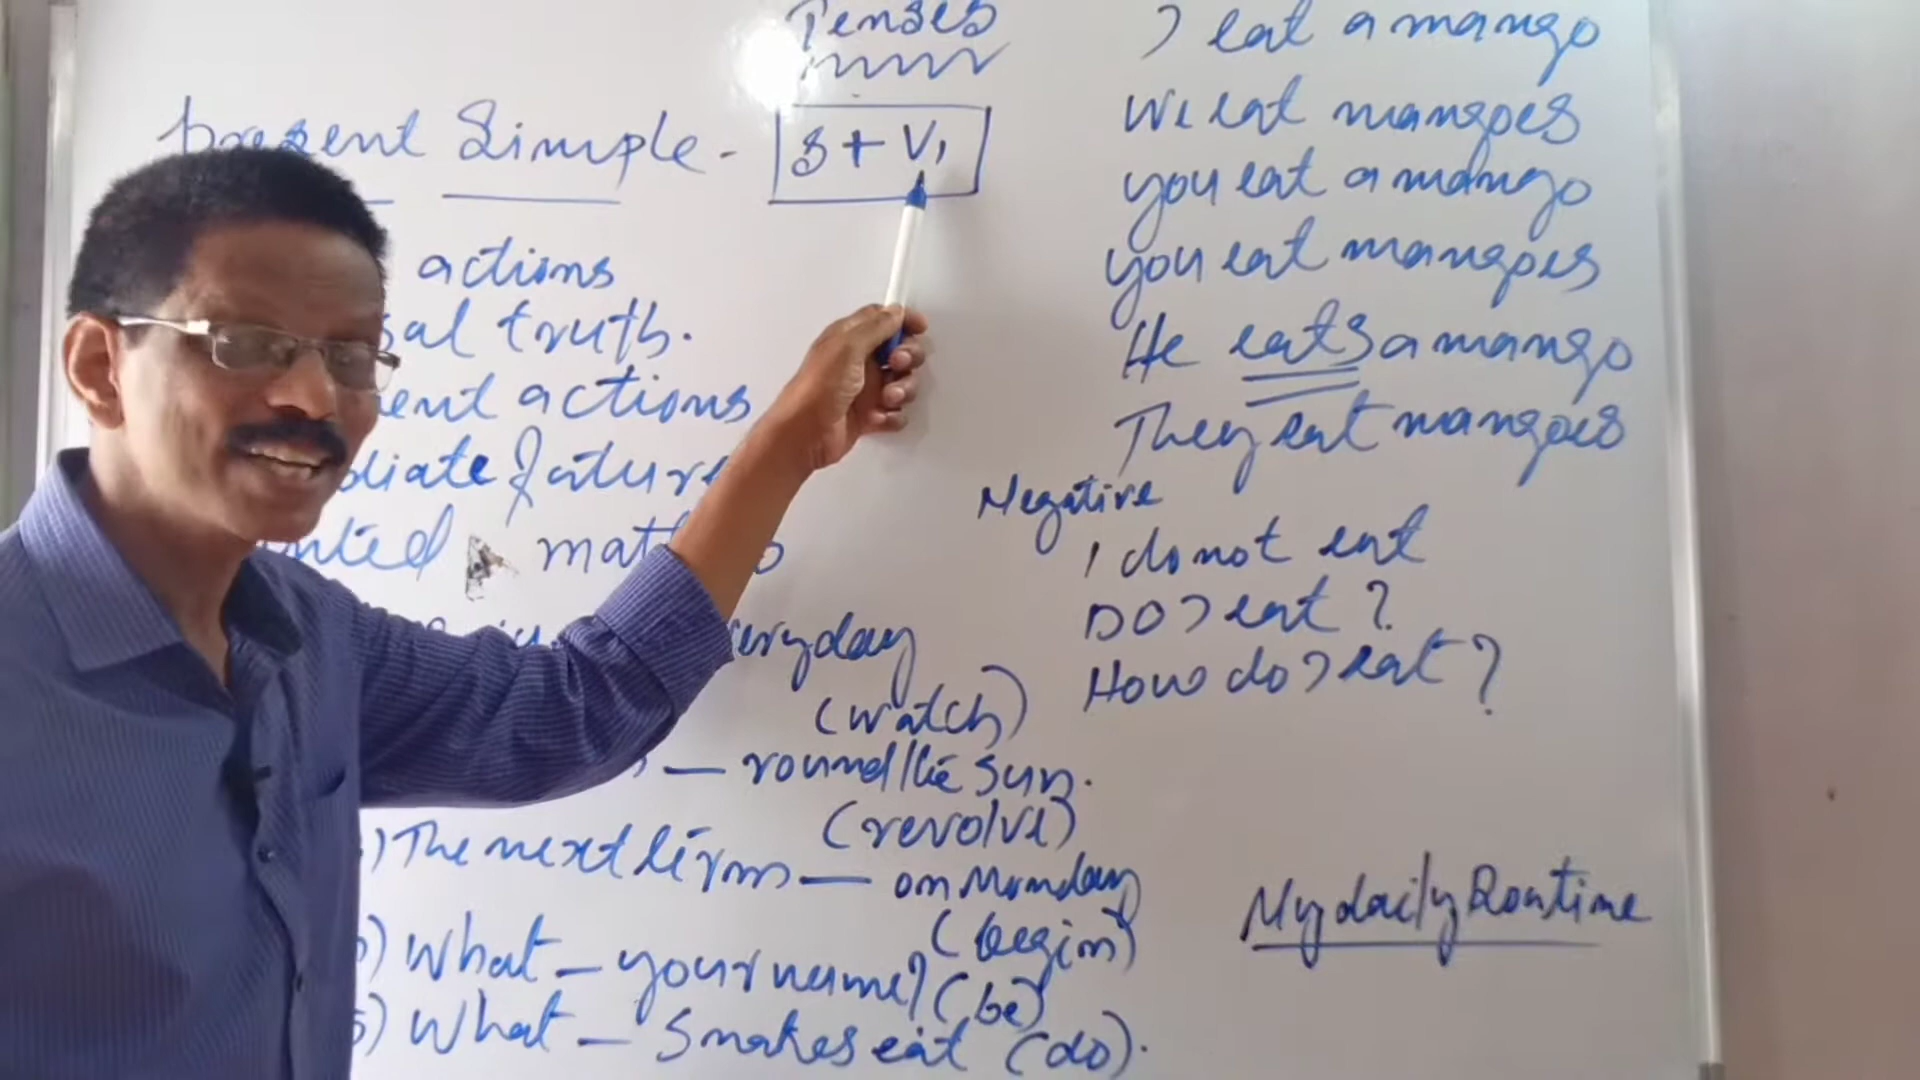 Tenses
Present Simple - S + V1
actions
sal truth.
ent actions
diate future
everyday
(watch)
— round the sun.
(revolve)
) The next term — on Monday
(begin)
) What — your name? (be)
5) What — Snakes eat (do).
I eat a mango
We eat mangoes
you eat a mango
you eat mangoes
He eats a mango
They eat mangoes
Negative
I do not eat
DO I eat ?
How do I eat ?
My daily Routine